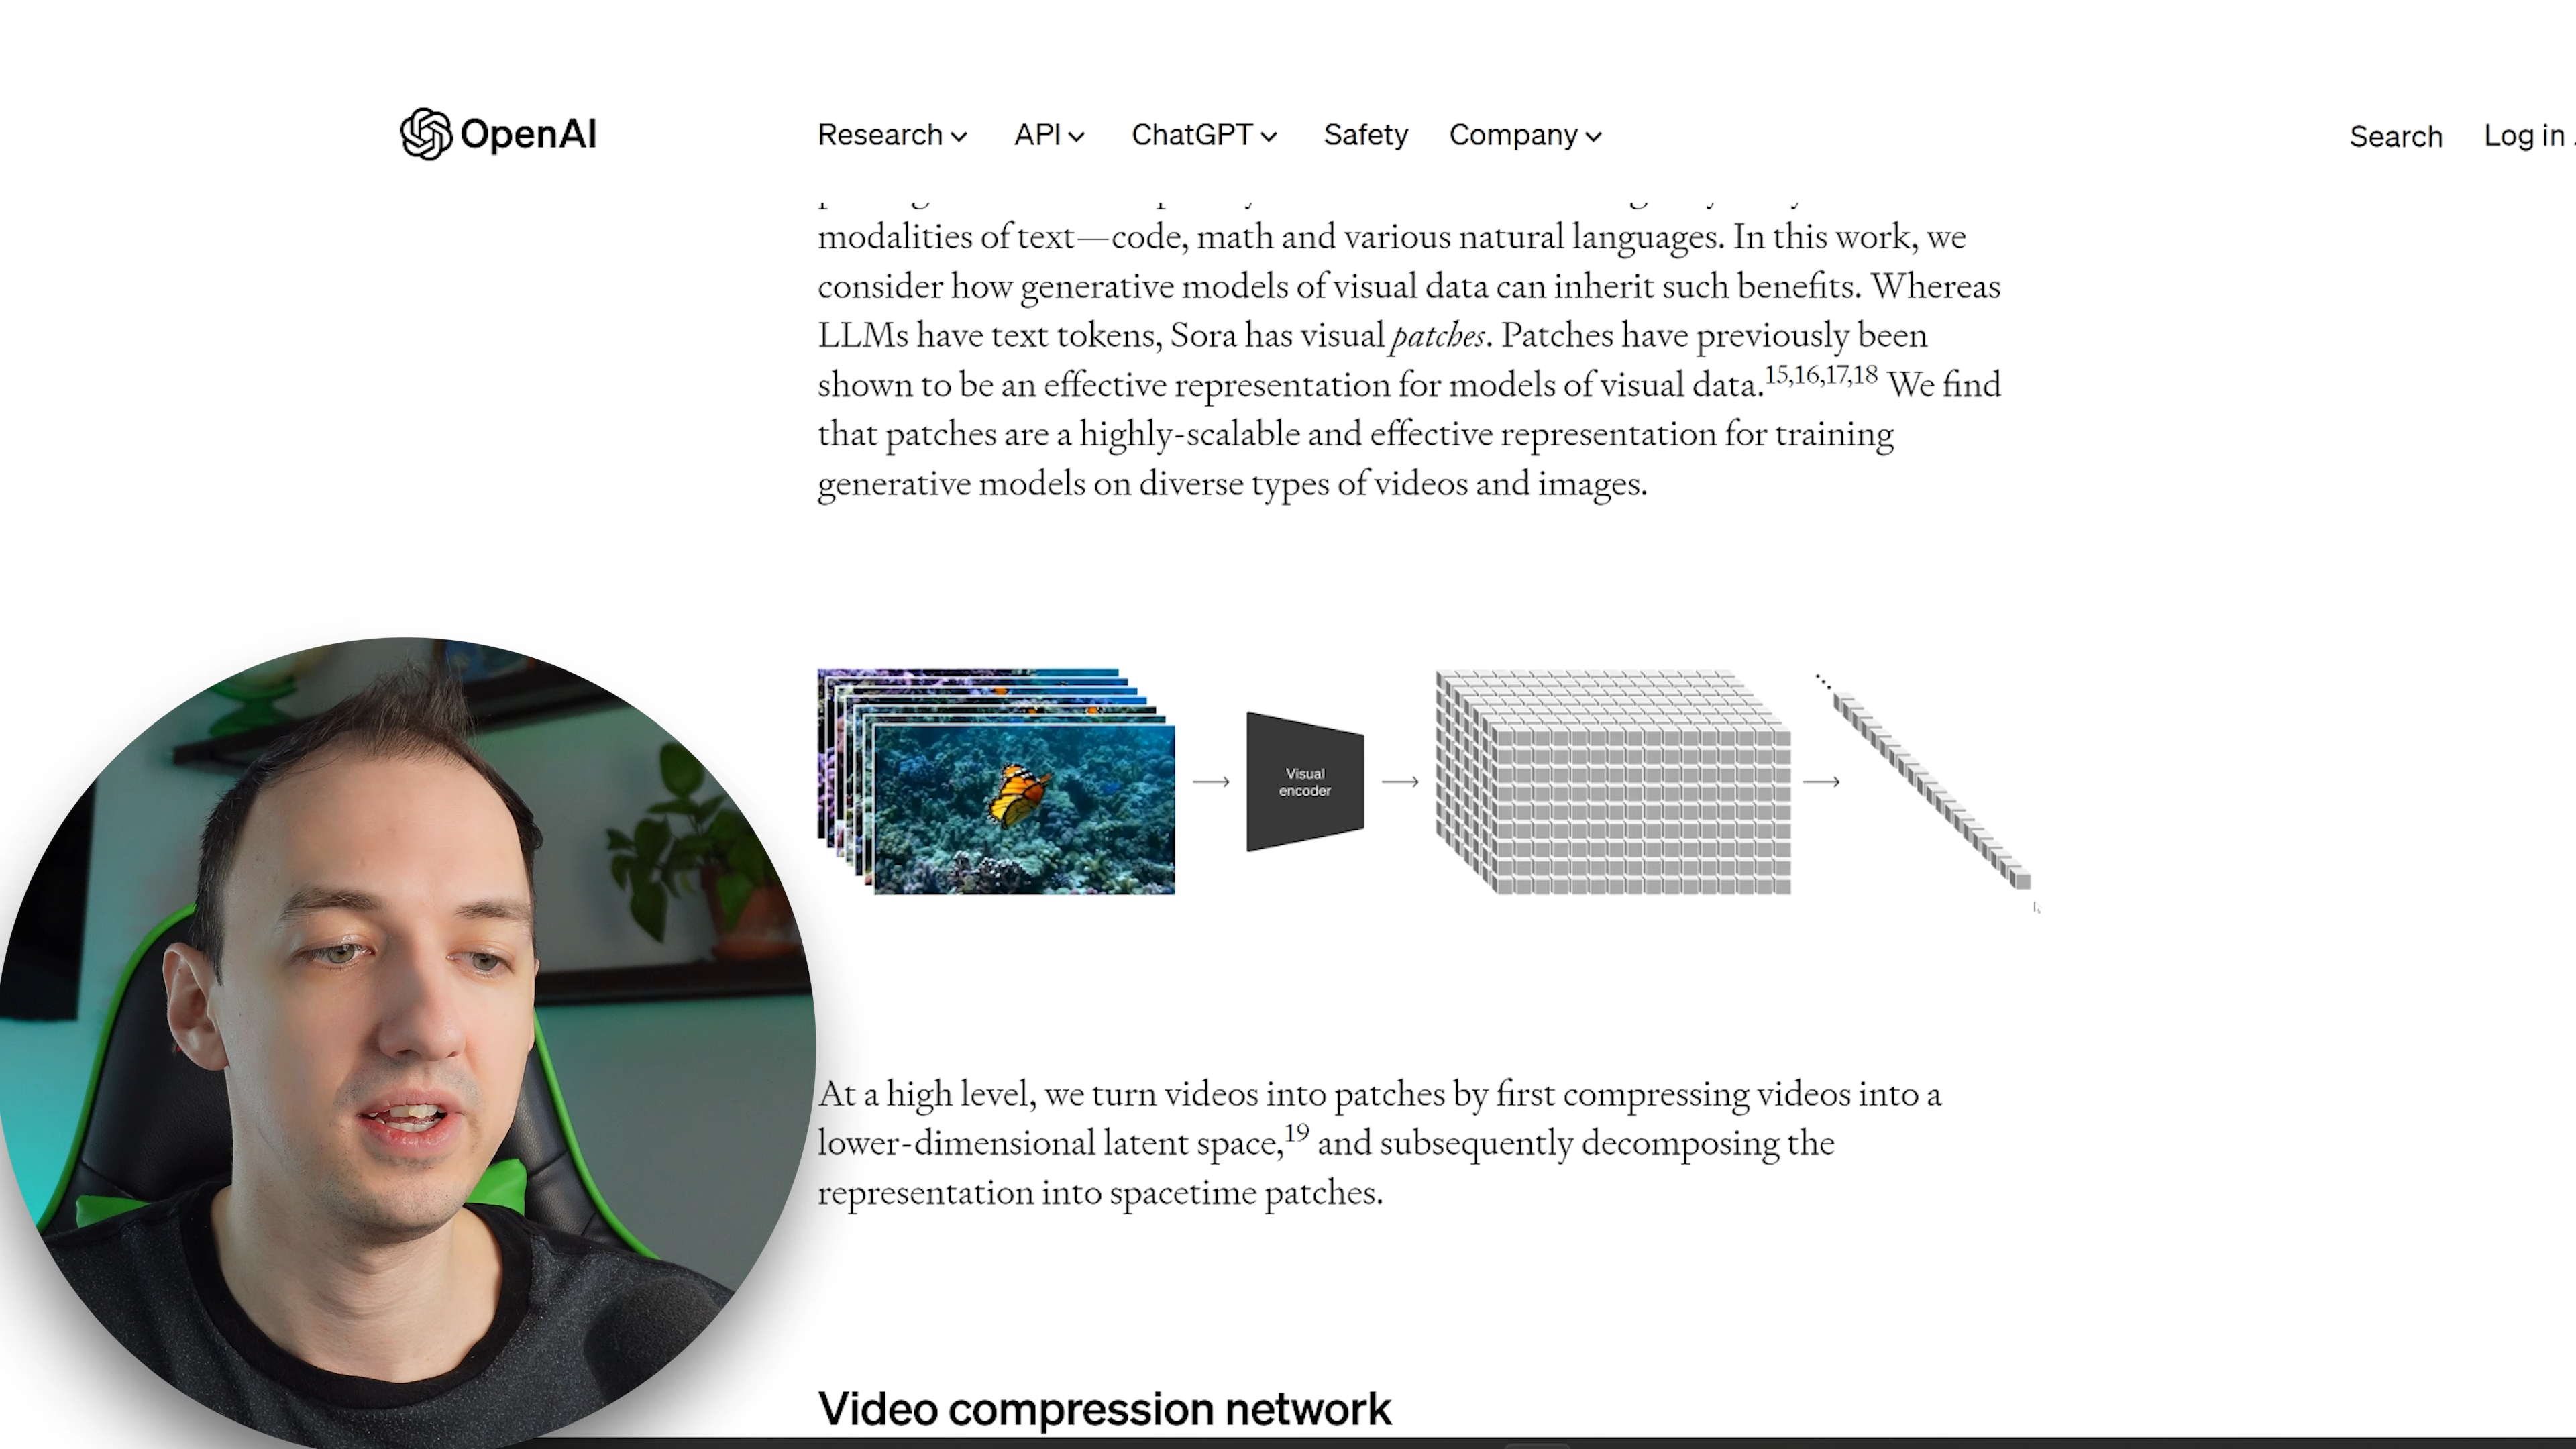 OpenAI
Research
API
ChatGPT
Safety
Company
Search
Log in
modalities of text—code, math and various natural languages. In this work, we
consider how generative models of visual data can inherit such benefits. Whereas
LLMs have text tokens, Sora has visual patches. Patches have previously been
shown to be an effective representation for models of visual data.15,16,17,18 We find
that patches are a highly-scalable and effective representation for training
generative models on diverse types of videos and images.
Visual
encoder
At a high level, we turn videos into patches by first compressing videos into a
lower-dimensional latent space,19 and subsequently decomposing the
representation into spacetime patches.
Video compression network